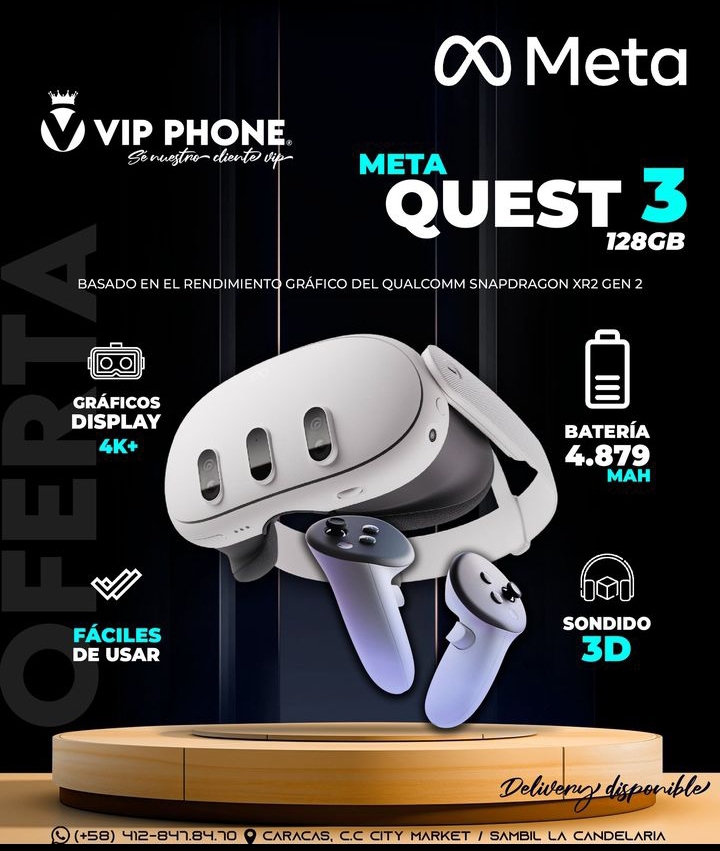 Meta
VIP PHONE®
Sé nuestro cliente vip
META
QUEST 3
128GB
BASADO EN EL RENDIMIENTO GRÁFICO DEL QUALCOMM SNAPDRAGON XR2 GEN 2
OFERTA
GRÁFICOS
DISPLAY
4K+
BATERÍA
4.879
MAH
FÁCILES
DE USAR
SONDIDO
3D
Delivery disponible
(+58) 412-847.84.70 CARACAS, C.C CITY MARKET / SAMBIL LA CANDELARIA